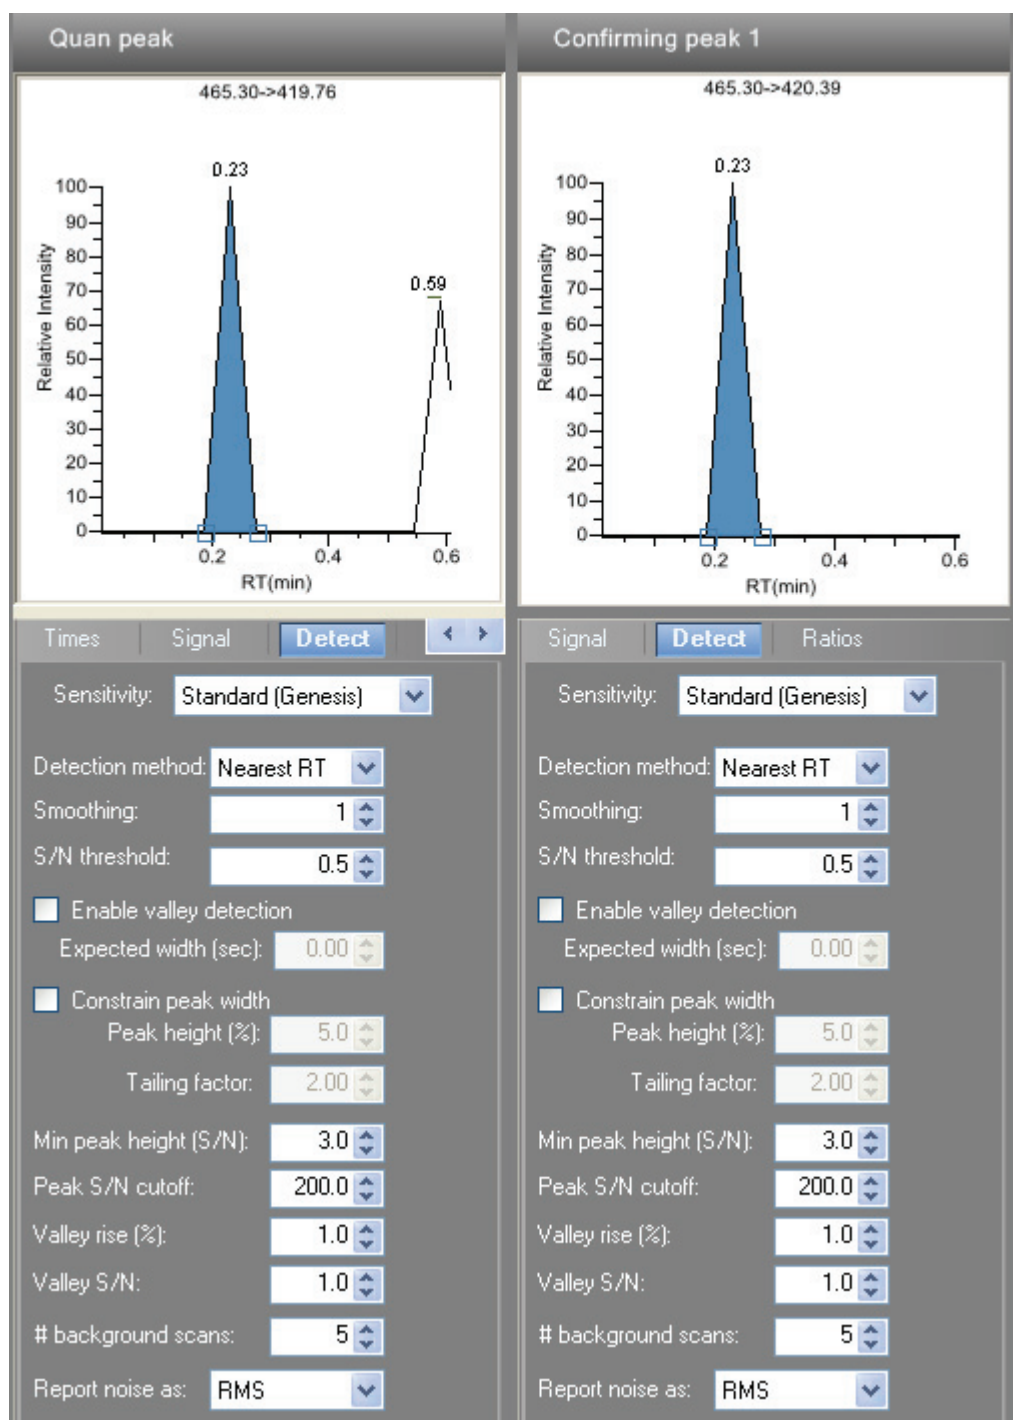 Quan peak
465.30->419.76
0.23
0.59
100
90
80
70
60
50
40
30
20
10
0
Relative Intensity
0.2
0.4
0.6
RT(min)
Times
Signal
Detect
Sensitivity: Standard (Genesis)
Detection method: Nearest RT
Smoothing: 1
S/N threshold: 0.5
Enable valley detection
Expected width (sec): 0.00
Constrain peak width
Peak height (%): 5.0
Tailing factor: 2.00
Min peak height (S/N): 3.0
Peak S/N cutoff: 200.0
Valley rise (%): 1.0
Valley S/N: 1.0
# background scans: 5
Report noise as: RMS
Confirming peak 1
465.30->420.39
0.23
100
90
80
70
60
50
40
30
20
10
0
Relative Intensity
0.2
0.4
0.6
RT(min)
Signal
Detect
Ratios
Sensitivity: Standard (Genesis)
Detection method: Nearest RT
Smoothing: 1
S/N threshold: 0.5
Enable valley detection
Expected width (sec): 0.00
Constrain peak width
Peak height (%): 5.0
Tailing factor: 2.00
Min peak height (S/N): 3.0
Peak S/N cutoff: 200.0
Valley rise (%): 1.0
Valley S/N: 1.0
# background scans: 5
Report noise as: RMS